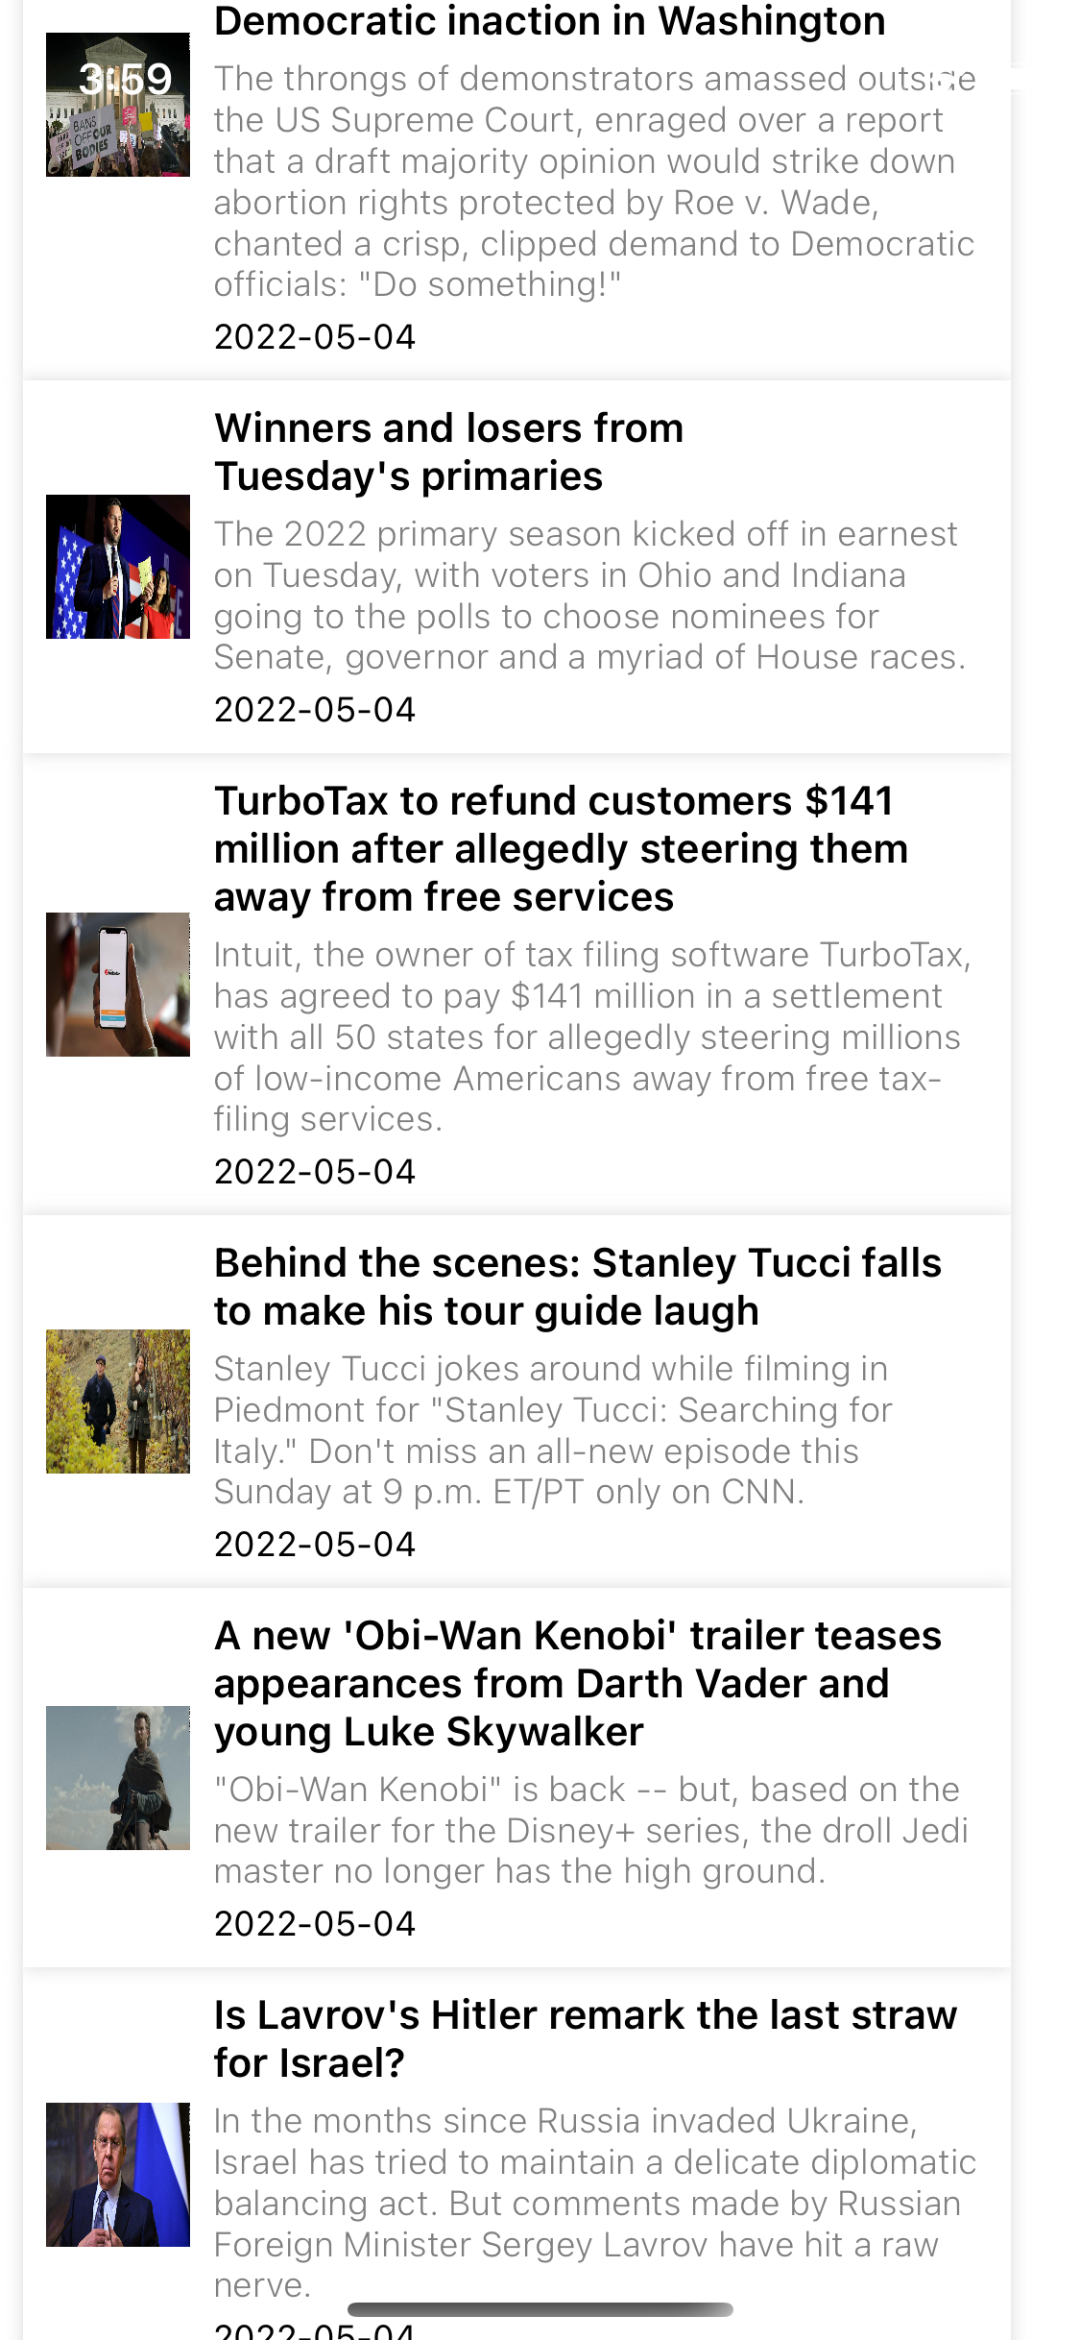 Democratic inaction in Washington
3:59
The throngs of demonstrators amassed outside
the US Supreme Court, enraged over a report
that a draft majority opinion would strike down
abortion rights protected by Roe v. Wade,
chanted a crisp, clipped demand to Democratic
officials: "Do something!"
BANS
OFF OUR
BODIES
2022-05-04
Winners and losers from
Tuesday's primaries
The 2022 primary season kicked off in earnest
on Tuesday, with voters in Ohio and Indiana
going to the polls to choose nominees for
Senate, governor and a myriad of House races.
2022-05-04
TurboTax to refund customers $141
million after allegedly steering them
away from free services
Intuit, the owner of tax filing software TurboTax,
has agreed to pay $141 million in a settlement
with all 50 states for allegedly steering millions
of low-income Americans away from free tax-
filing services.
2022-05-04
Behind the scenes: Stanley Tucci falls
to make his tour guide laugh
Stanley Tucci jokes around while filming in
Piedmont for "Stanley Tucci: Searching for
Italy." Don't miss an all-new episode this
Sunday at 9 p.m. ET/PT only on CNN.
2022-05-04
A new 'Obi-Wan Kenobi' trailer teases
appearances from Darth Vader and
young Luke Skywalker
"Obi-Wan Kenobi" is back -- but, based on the
new trailer for the Disney+ series, the droll Jedi
master no longer has the high ground.
2022-05-04
Is Lavrov's Hitler remark the last straw
for Israel?
In the months since Russia invaded Ukraine,
Israel has tried to maintain a delicate diplomatic
balancing act. But comments made by Russian
Foreign Minister Sergey Lavrov have hit a raw
nerve.
2022-05-04